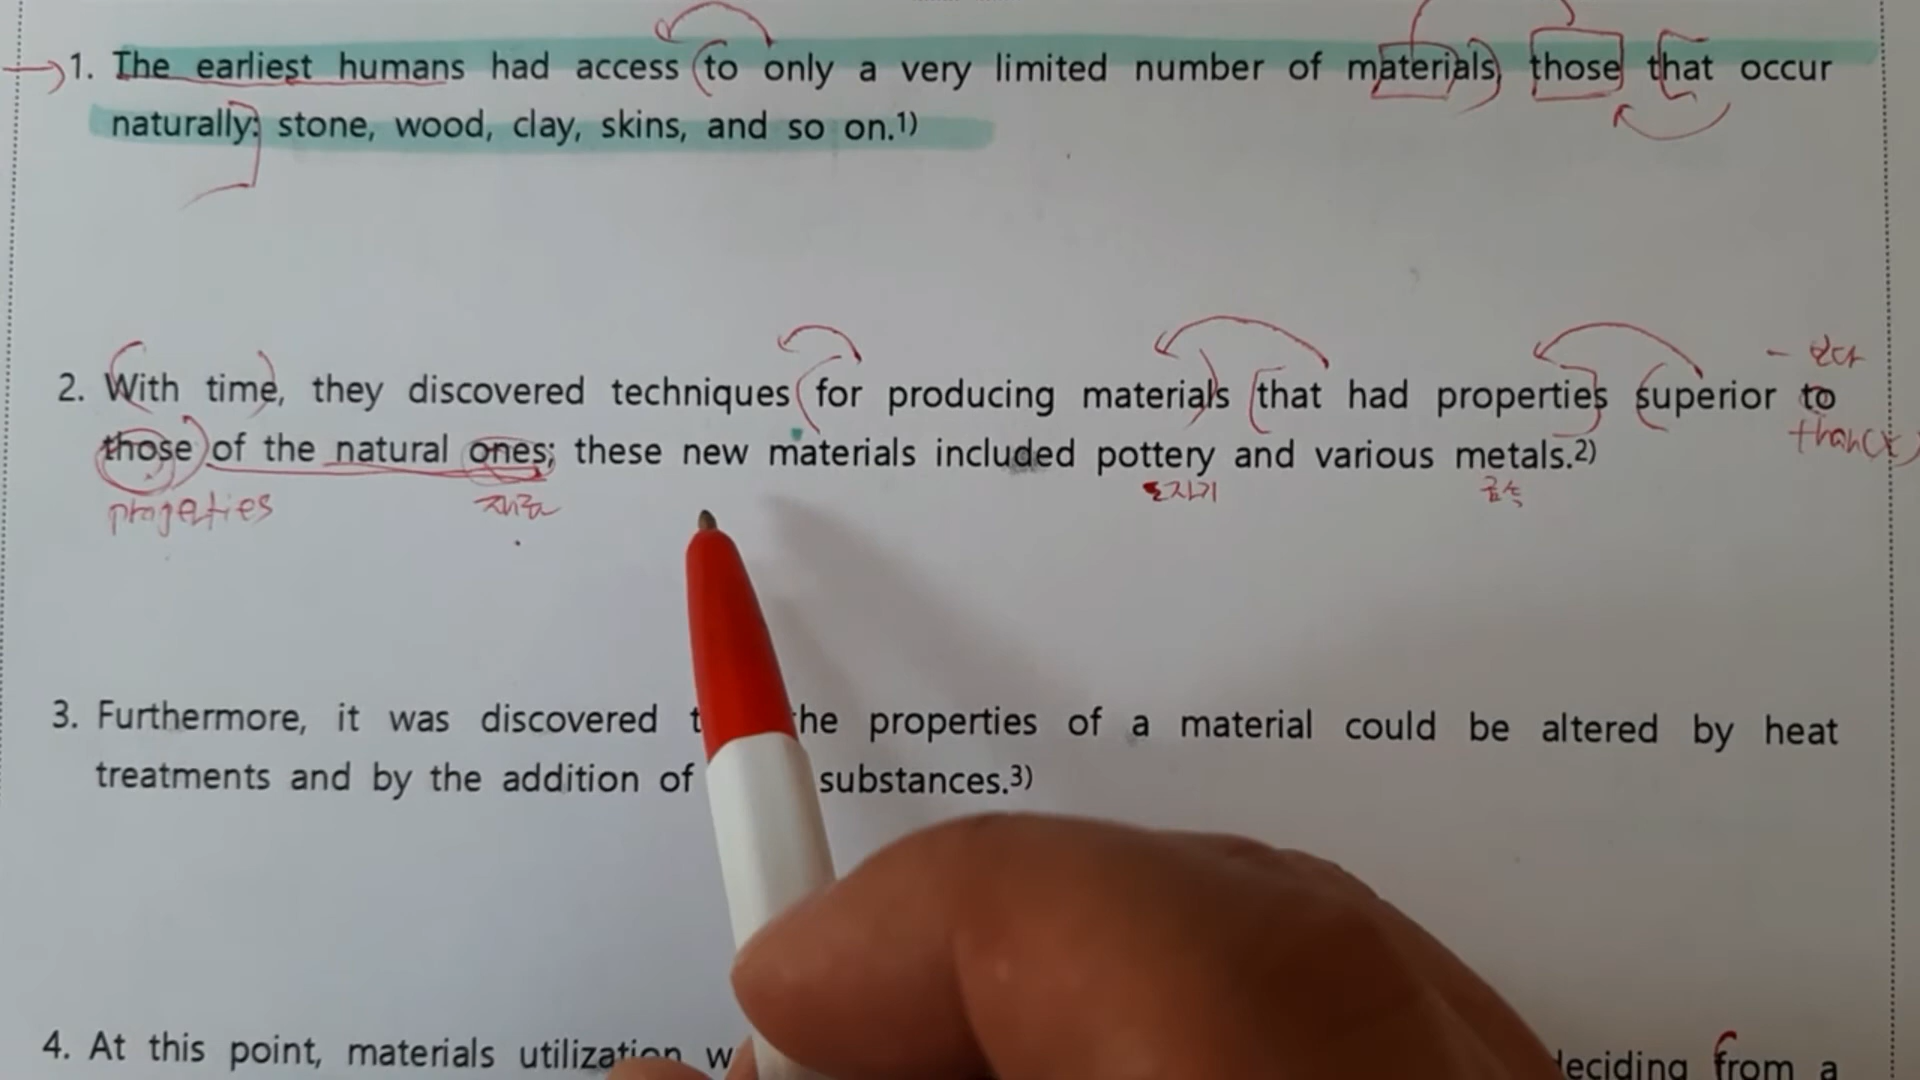 1. The earliest humans had access to only a very limited number of materials, those that occur
naturally: stone, wood, clay, skins, and so on.1)
- 보다
2. With time, they discovered techniques for producing materials that had properties superior to
than(x)
those of the natural ones; these new materials included pottery and various metals.2)
properties 재료 도자기 금속
3. Furthermore, it was discovered the properties of a material could be altered by heat
treatments and by the addition of substances.3)
4. At this point, materials utilization from a